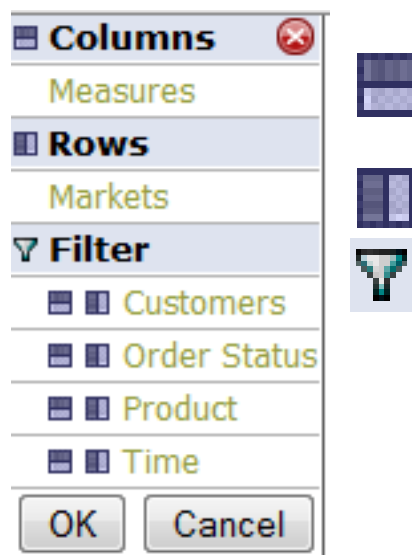 Columns
Measures
Rows
Markets
Filter
Customers
Order Status
Product
Time
OK Cancel